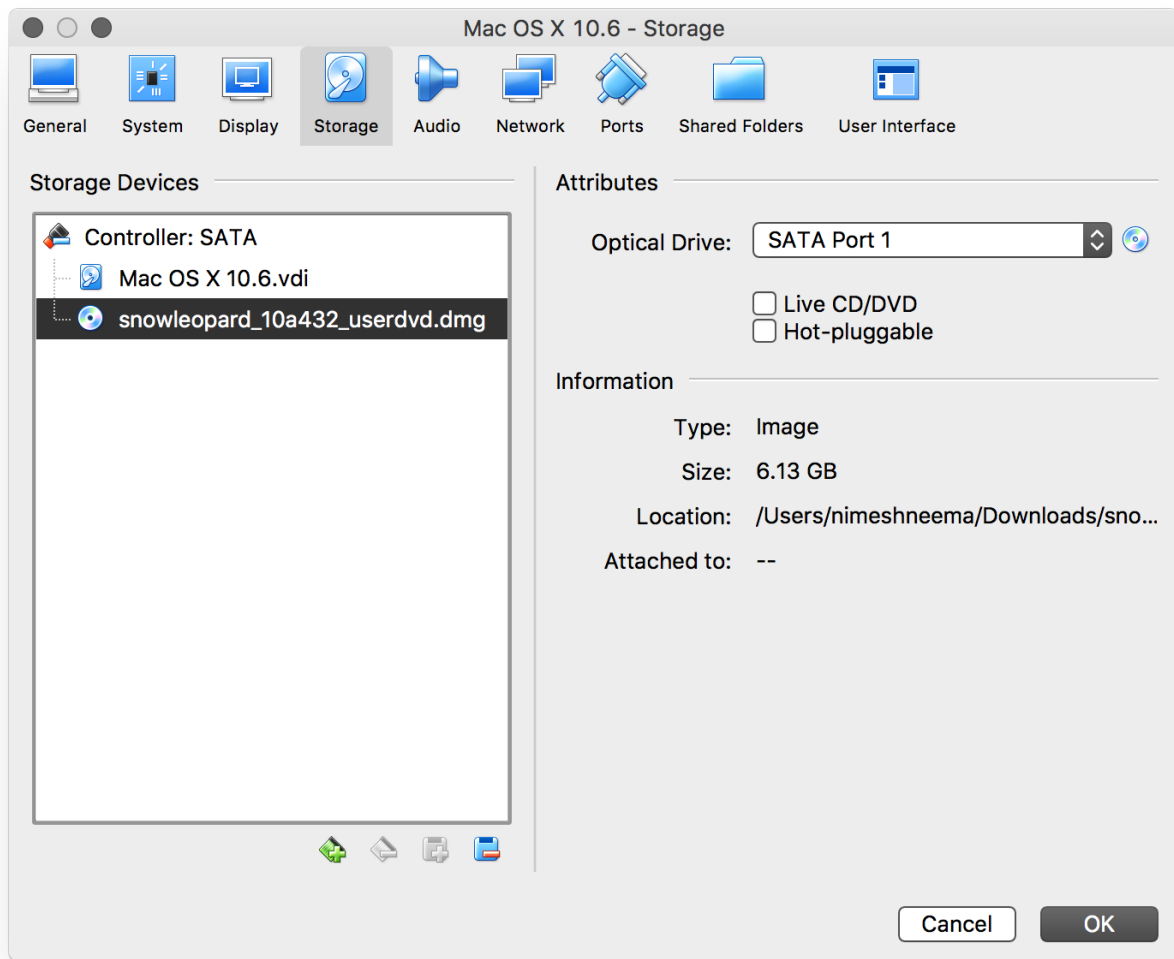 Mac OS X 10.6 - Storage
General System Display Storage Audio Network Ports Shared Folders User Interface
Storage Devices
Controller: SATA
Mac OS X 10.6.vdi
snowleopard_10a432_userdvd.dmg
Attributes
Optical Drive: SATA Port 1
Live CD/DVD
Hot-pluggable
Information
Type: Image
Size: 6.13 GB
Location: /Users/nimeshneema/Downloads/sno...
Attached to: --
Cancel OK